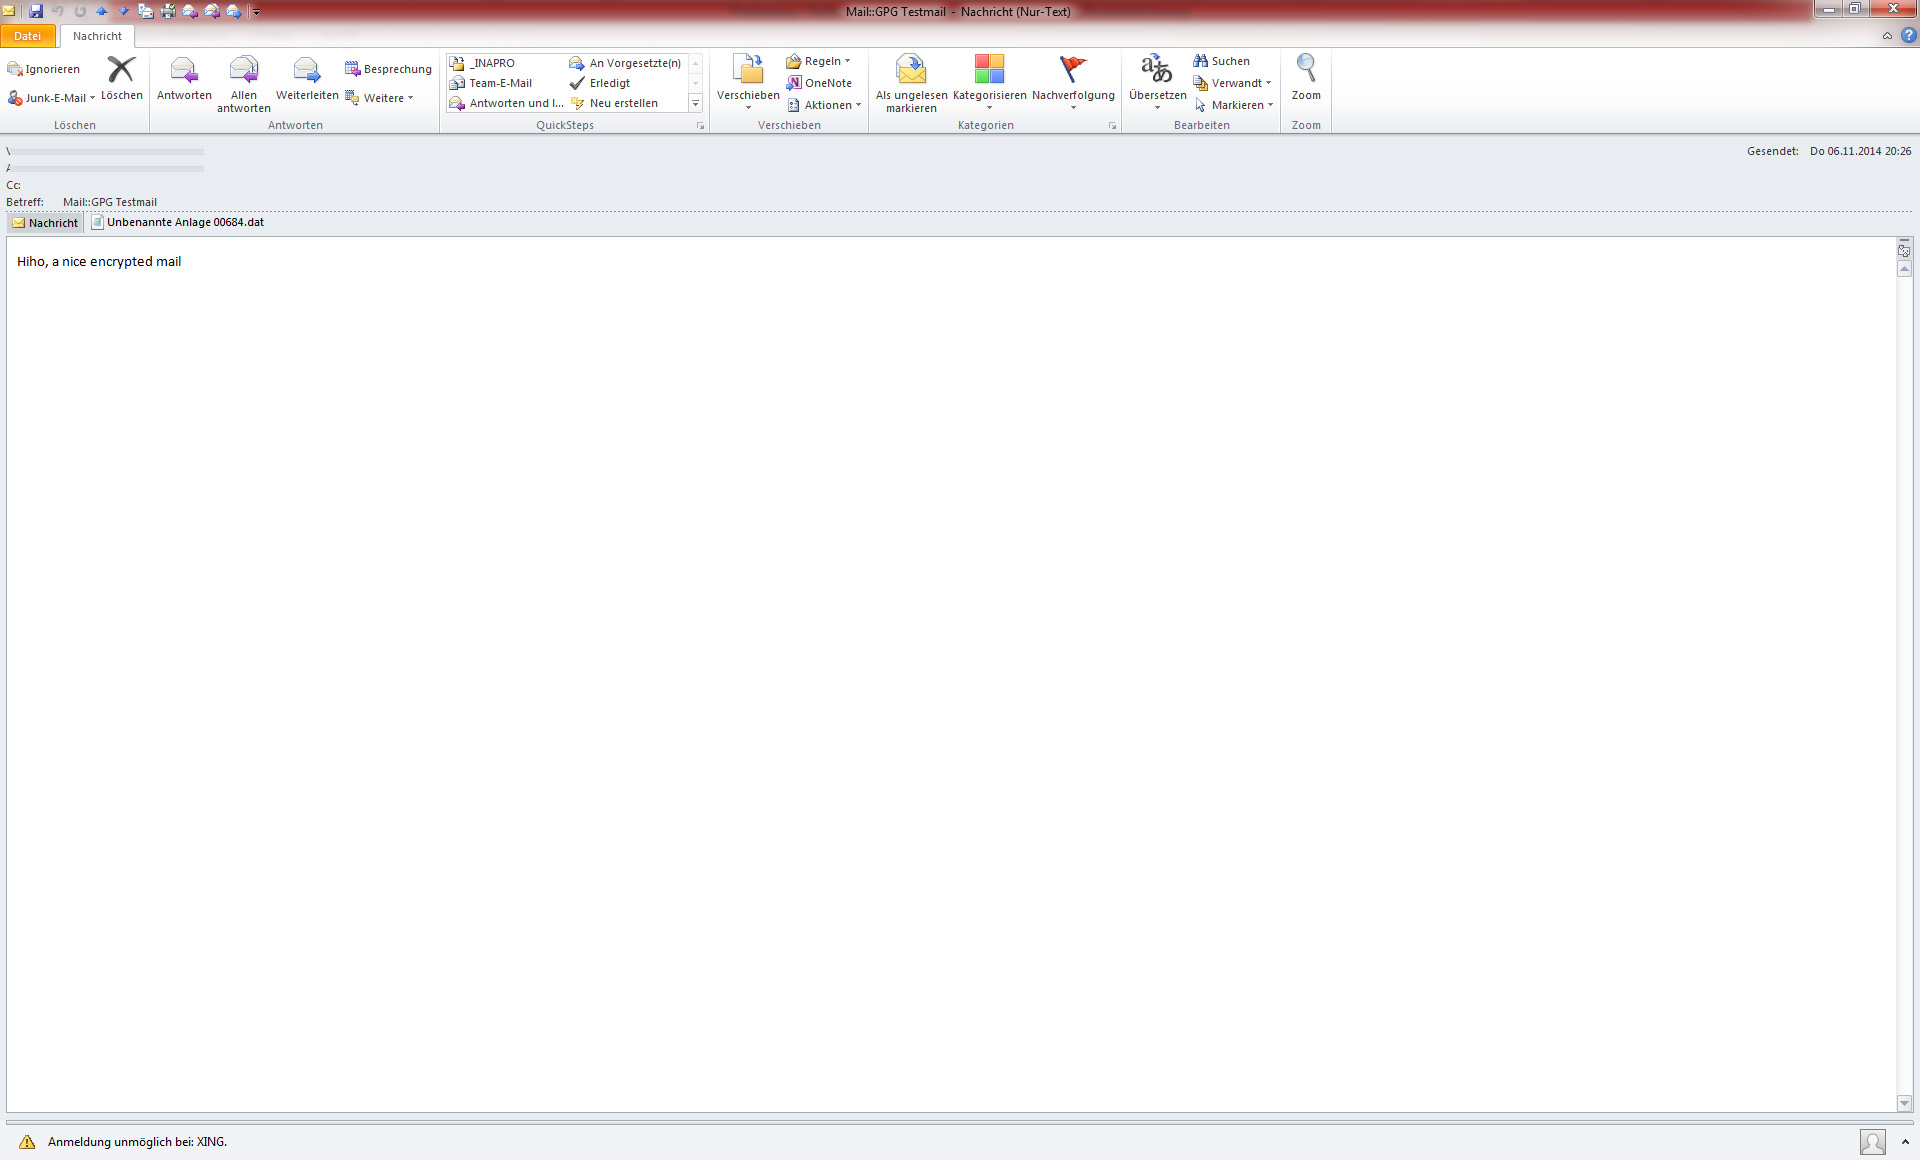 Mail::GPG Testmail - Nachricht (Nur-Text)
Datei Nachricht
Ignorieren
Junk-E-Mail
Löschen
Löschen
Antworten
Allen antworten
Weiterleiten
Besprechung
Weitere
Antworten
_INAPRO
Team-E-Mail
Antworten und l...
An Vorgesetzte(n)
Erledigt
Neu erstellen
QuickSteps
Verschieben
Regeln
OneNote
Aktionen
Verschieben
Als ungelesen markieren
Kategorisieren
Nachverfolgung
Kategorien
Übersetzen
Suchen
Verwandt
Markieren
Bearbeiten
Zoom
Zoom
Gesendet: Do 06.11.2014 20:26
Cc:
Betreff: Mail::GPG Testmail
Nachricht Unbenannte Anlage 00684.dat
Hiho, a nice encrypted mail
Anmeldung unmöglich bei: XING.